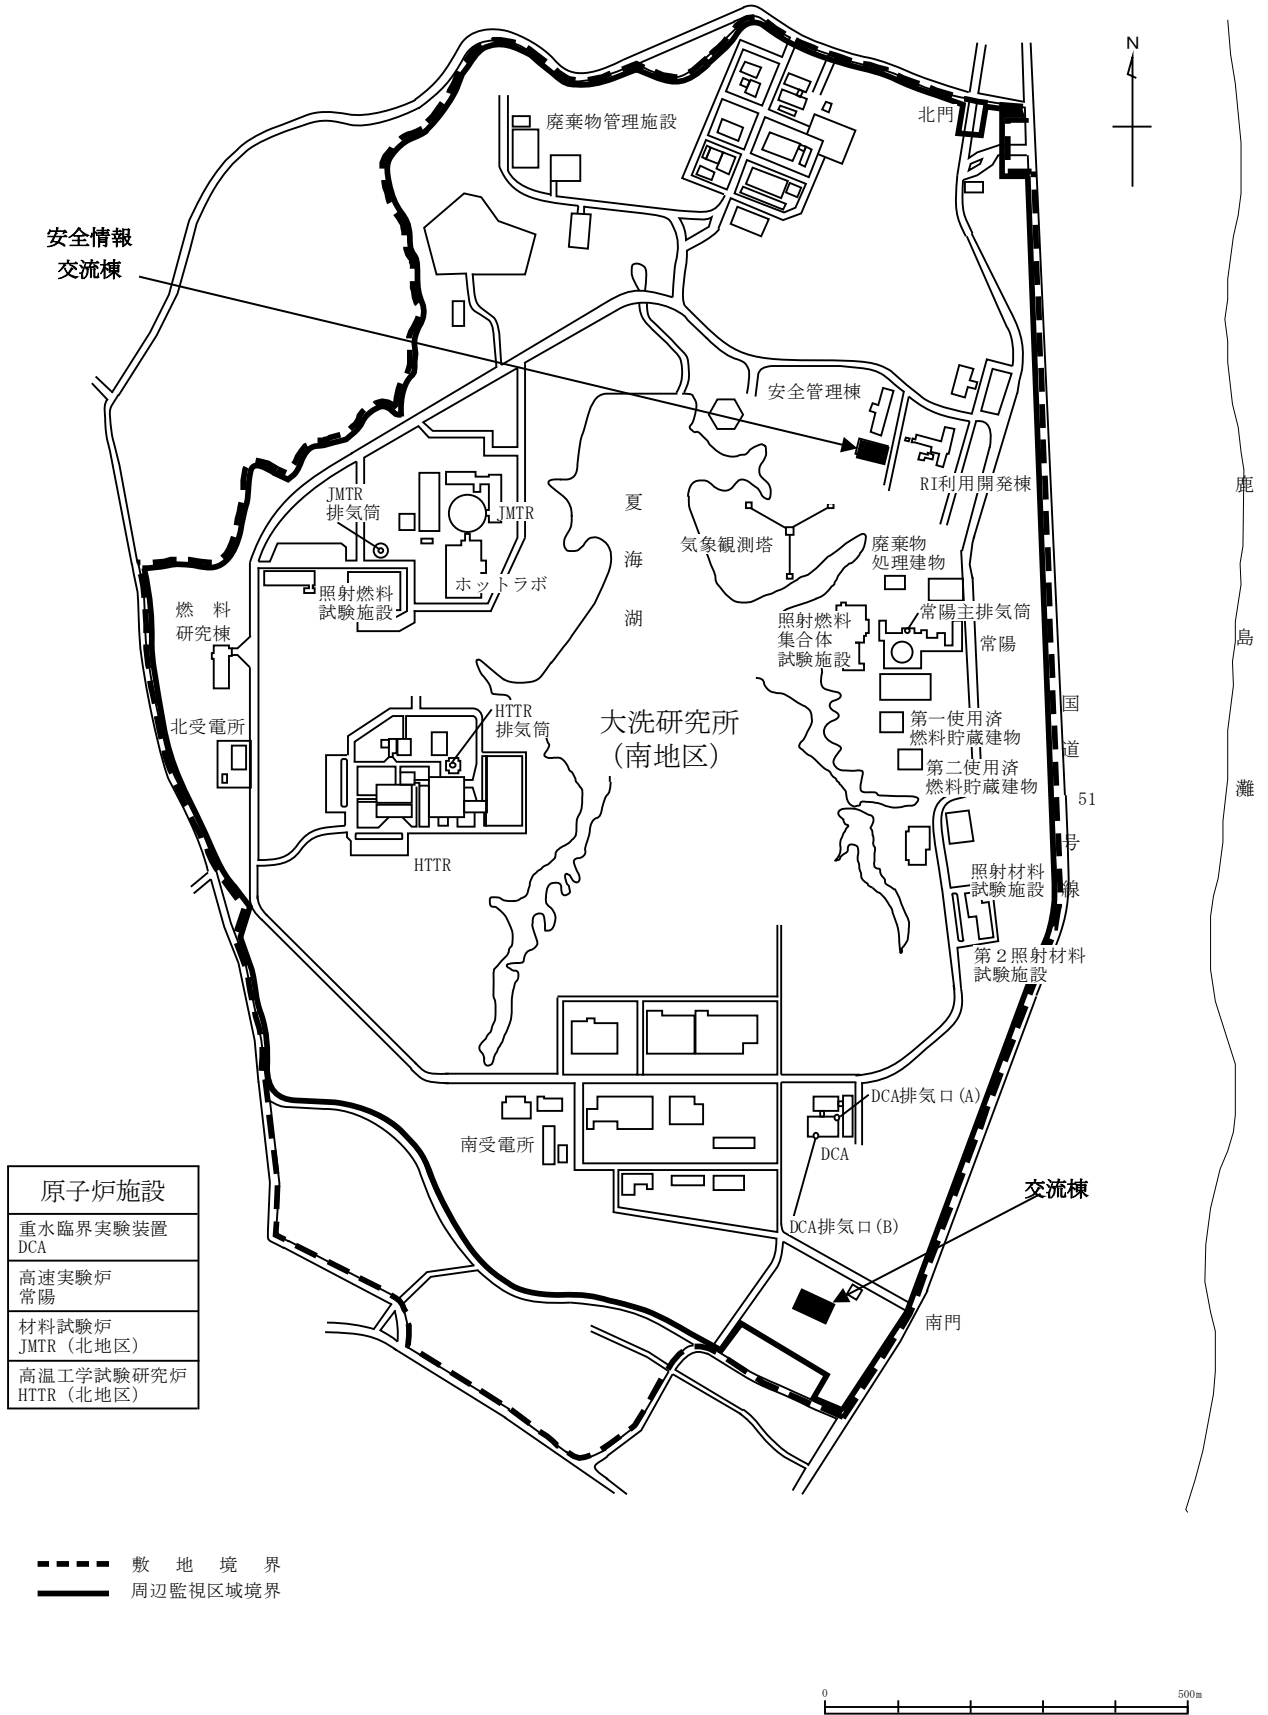 N
北門
廃棄物管理施設
安全情報
交流棟
安全管理棟
RI利用開発棟
鹿島灘
夏海湖
JMTR
排気筒
JMTR
ホットラボ
気象観測塔
廃棄物
処理建物
照射燃料
試験施設
燃料
研究棟
照射燃料
集合体
試験施設
常陽主排気筒
常陽
北受電所
HTTR
排気筒
大洗研究所
(南地区)
国道51号線
第一使用済
燃料貯蔵建物
第二使用済
燃料貯蔵建物
HTTR
照射材料
試験施設
第2照射材料
試験施設
DCA排気口(A)
南受電所
DCA
DCA排気口(B)
交流棟
南門
原子炉施設
重水臨界実験装置
DCA
高速実験炉
常陽
材料試験炉
JMTR (北地区)
高温工学試験研究炉
HTTR (北地区)
敷地境界
周辺監視区域境界
0
500m